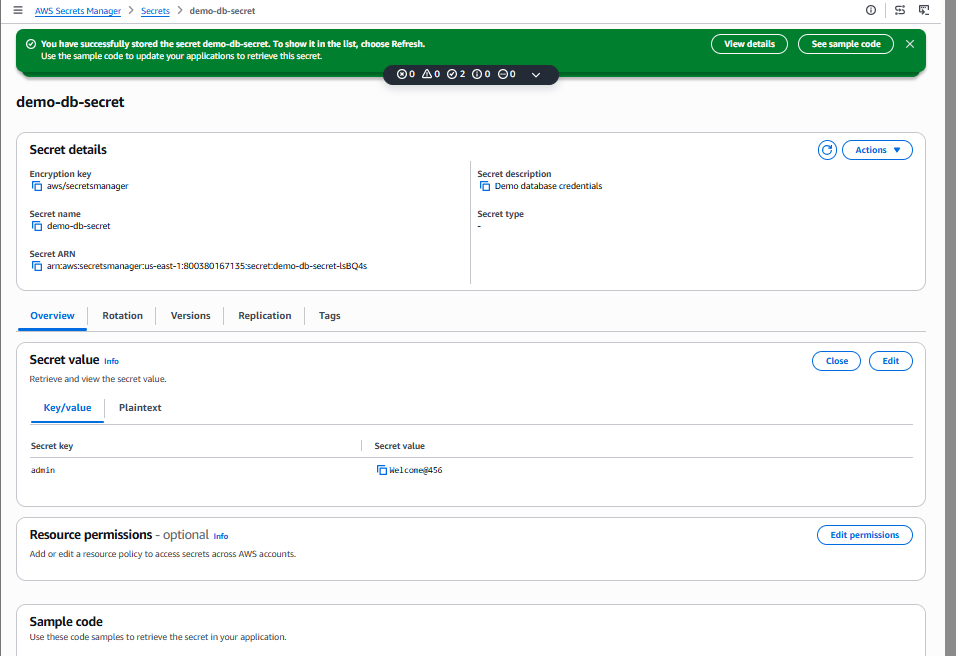 AWS Secrets Manager > Secrets > demo-db-secret
You have successfully stored the secret demo-db-secret. To show it in the list, choose Refresh.
Use the sample code to update your applications to retrieve this secret.
View details
See sample code
0 0 2 0 0
demo-db-secret
Secret details
Actions
Encryption key
aws/secretsmanager
Secret description
Demo database credentials
Secret name
demo-db-secret
Secret type
-
Secret ARN
arn:aws:secretsmanager:us-east-1:800380167135:secret:demo-db-secret-lsBQ4s
Overview
Rotation
Versions
Replication
Tags
Secret value Info
Close
Edit
Retrieve and view the secret value.
Key/value
Plaintext
Secret key
Secret value
admin
Welcome@456
Resource permissions - optional Info
Edit permissions
Add or edit a resource policy to access secrets across AWS accounts.
Sample code
Use these code samples to retrieve the secret in your application.